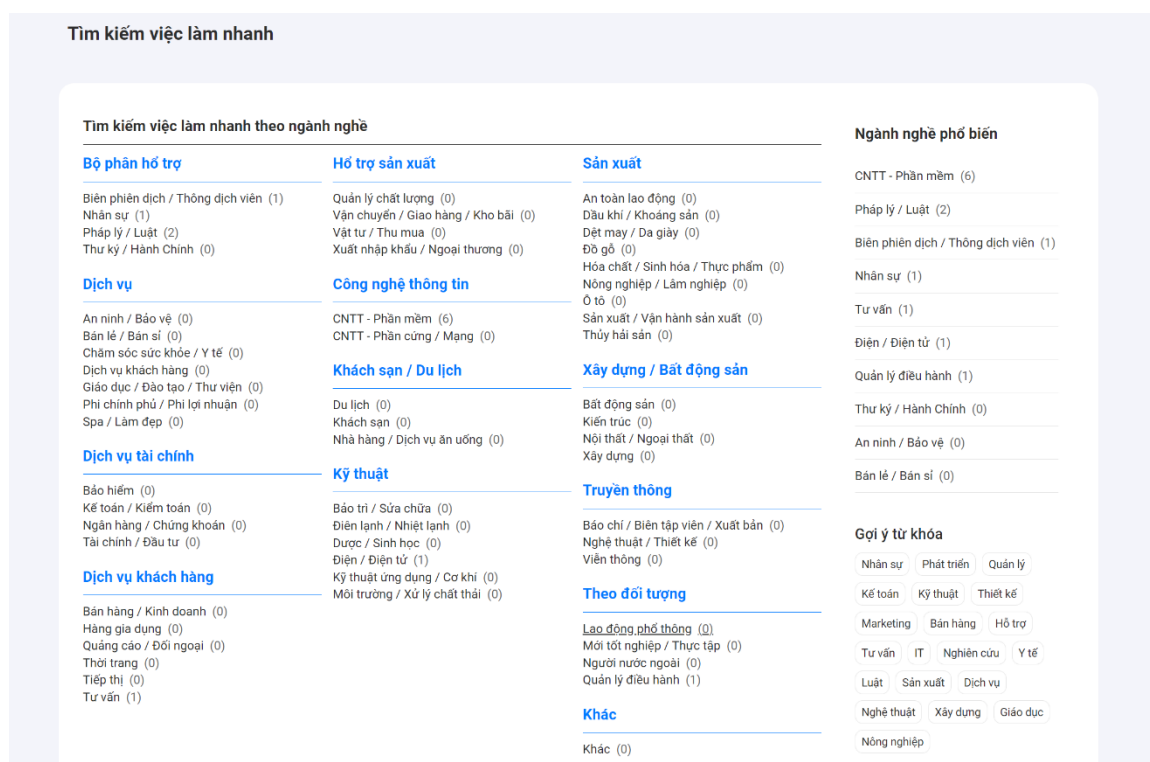 Tìm kiếm việc làm nhanh
Tìm kiếm việc làm nhanh theo ngành nghề
Bộ phân hổ trợ
Biên phiên dịch / Thông dịch viên (1)
Nhân sự (1)
Pháp lý / Luật (2)
Thư ký / Hành Chính (0)
Dịch vụ
An ninh / Bảo vệ (0)
Bán lẻ / Bán sỉ (0)
Chăm sóc sức khỏe / Y tế (0)
Dịch vụ khách hàng (0)
Giáo dục / Đào tạo / Thư viện (0)
Phi chính phủ / Phi lợi nhuận (0)
Spa / Làm đẹp (0)
Dịch vụ tài chính
Bảo hiểm (0)
Kế toán / Kiểm toán (0)
Ngân hàng / Chứng khoán (0)
Tài chính / Đầu tư (0)
Dịch vụ khách hàng
Bán hàng / Kinh doanh (0)
Hàng gia dụng (0)
Quảng cáo / Đối ngoại (0)
Thời trang (0)
Tiếp thị (0)
Tư vấn (1)
Hổ trợ sản xuất
Quản lý chất lượng (0)
Vận chuyển / Giao hàng / Kho bãi (0)
Vật tư / Thu mua (0)
Xuất nhập khẩu / Ngoại thương (0)
Công nghệ thông tin
CNTT - Phần mềm (6)
CNTT - Phần cứng / Mạng (0)
Khách sạn / Du lịch
Du lịch (0)
Khách sạn (0)
Nhà hàng / Dịch vụ ăn uống (0)
Kỹ thuật
Bảo trì / Sửa chữa (0)
Điên lạnh / Nhiệt lạnh (0)
Dược / Sinh học (0)
Điện / Điện tử (1)
Kỹ thuật ứng dụng / Cơ khí (0)
Môi trường / Xử lý chất thải (0)
Sản xuất
An toàn lao động (0)
Dầu khí / Khoáng sản (0)
Dệt may / Da giày (0)
Đồ gỗ (0)
Hóa chất / Sinh hóa / Thực phẩm (0)
Nông nghiệp / Lâm nghiệp (0)
Ô tô (0)
Sản xuất / Vận hành sản xuất (0)
Thủy hải sản (0)
Xây dựng / Bất động sản
Bất động sản (0)
Kiến trúc (0)
Nội thất / Ngoại thất (0)
Xây dựng (0)
Truyền thông
Báo chí / Biên tập viên / Xuất bản (0)
Nghệ thuật / Thiết kế (0)
Viễn thông (0)
Theo đối tượng
Lao động phổ thông (0)
Mới tốt nghiệp / Thực tập (0)
Người nước ngoài (0)
Quản lý điều hành (1)
Khác
Khác (0)
Ngành nghề phổ biến
CNTT - Phần mềm (6)
Pháp lý / Luật (2)
Biên phiên dịch / Thông dịch viên (1)
Nhân sự (1)
Tư vấn (1)
Điện / Điện tử (1)
Quản lý điều hành (1)
Thư ký / Hành Chính (0)
An ninh / Bảo vệ (0)
Bán lẻ / Bán sỉ (0)
Gợi ý từ khóa
Nhân sự Phát triển Quản lý
Kế toán Kỹ thuật Thiết kế
Marketing Bán hàng Hỗ trợ
Tư vấn IT Nghiên cứu Y tế
Luật Sản xuất Dịch vụ
Nghệ thuật Xây dựng Giáo dục
Nông nghiệp